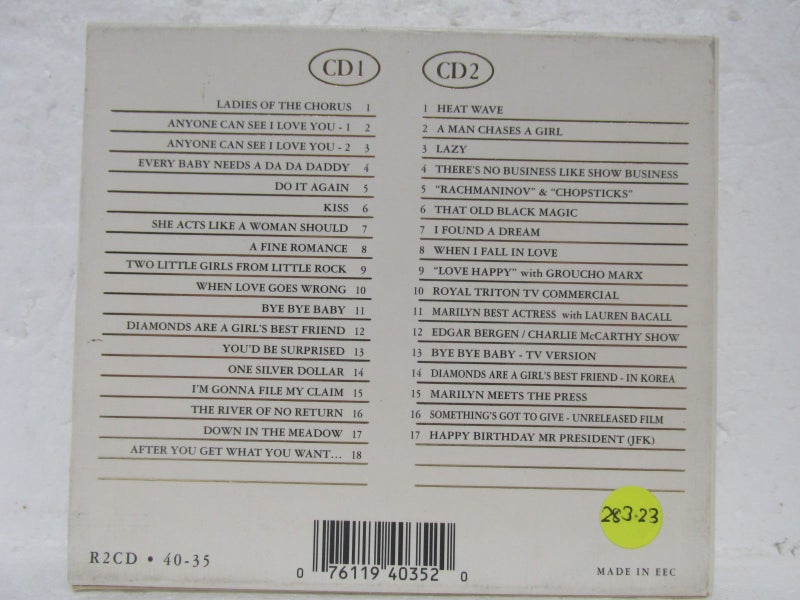 CD1
LADIES OF THE CHORUS 1
ANYONE CAN SEE I LOVE YOU - 1 2
ANYONE CAN SEE I LOVE YOU - 2 3
EVERY BABY NEEDS A DA DA DADDY 4
DO IT AGAIN 5
KISS 6
SHE ACTS LIKE A WOMAN SHOULD 7
A FINE ROMANCE 8
TWO LITTLE GIRLS FROM LITTLE ROCK 9
WHEN LOVE GOES WRONG 10
BYE BYE BABY 11
DIAMONDS ARE A GIRL'S BEST FRIEND 12
YOU'D BE SURPRISED 13
ONE SILVER DOLLAR 14
I'M GONNA FILE MY CLAIM 15
THE RIVER OF NO RETURN 16
DOWN IN THE MEADOW 17
AFTER YOU GET WHAT YOU WANT... 18
CD2
1 HEAT WAVE
2 A MAN CHASES A GIRL
3 LAZY
4 THERE'S NO BUSINESS LIKE SHOW BUSINESS
5 "RACHMANINOV" & "CHOPSTICKS"
6 THAT OLD BLACK MAGIC
7 I FOUND A DREAM
8 WHEN I FALL IN LOVE
9 "LOVE HAPPY" with GROUCHO MARX
10 ROYAL TRITON TV COMMERCIAL
11 MARILYN BEST ACTRESS with LAUREN BACALL
12 EDGAR BERGEN / CHARLIE McCARTHY SHOW
13 BYE BYE BABY - TV VERSION
14 DIAMONDS ARE A GIRL'S BEST FRIEND - IN KOREA
15 MARILYN MEETS THE PRESS
16 SOMETHING'S GOT TO GIVE - UNRELEASED FILM
17 HAPPY BIRTHDAY MR PRESIDENT (JFK)
283.23
R2CD • 40-35
0 76119 40352 0
MADE IN EEC